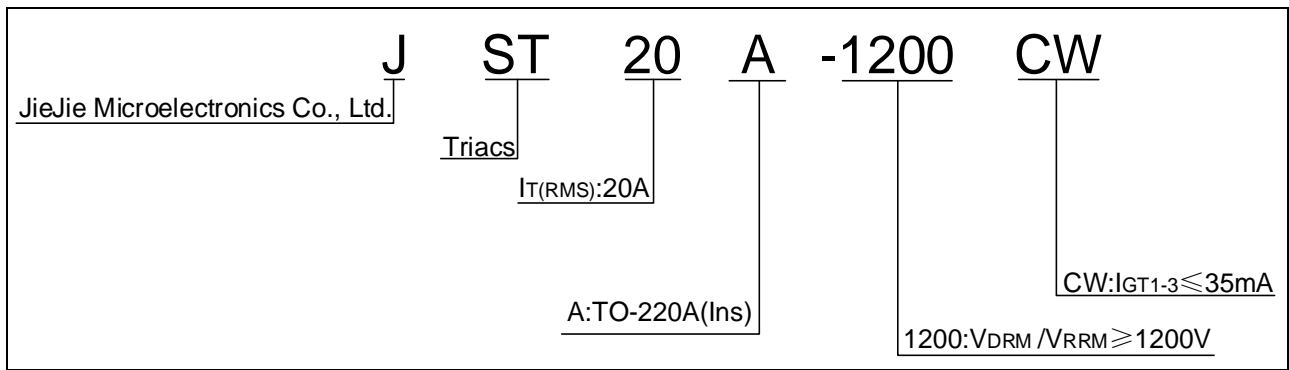 J ST 20 A -1200 CW
JieJie Microelectronics Co., Ltd.
Triacs
IT(RMS):20A
CW:IGT1-3≤35mA
A:TO-220A(Ins)
1200:VDRM /VRRM≥1200V